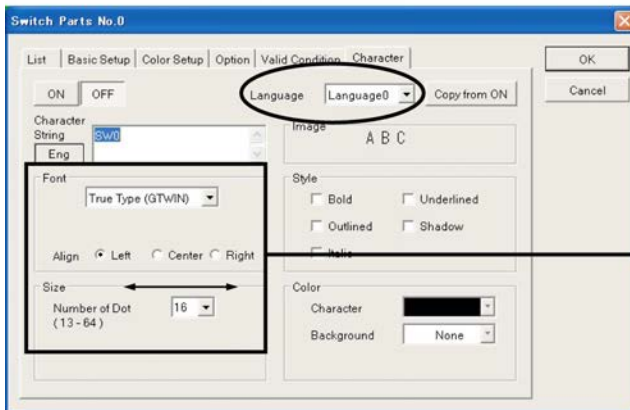 Switch Parts No.0
List Basic Setup Color Setup Option Valid Condition Character
OK
Cancel
ON OFF
Language Language0 Copy from ON
Character
String
SW0
Eng
Image
A B C
Font
True Type (GTWIN)
Align Left Center Right
Style
Bold Underlined
Outlined Shadow
Italic
Size
Number of Dot 16
(13-64)
Color
Character
Background None